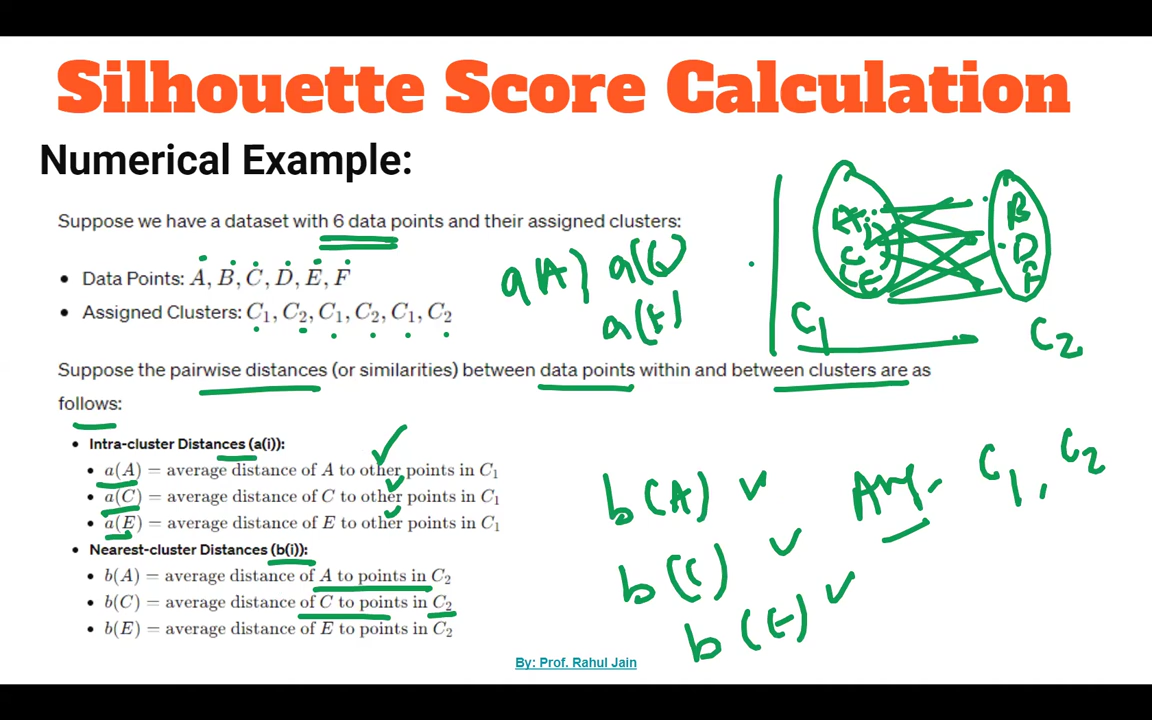 Silhouette Score Calculation
Numerical Example:
Suppose we have a dataset with 6 data points and their assigned clusters:
• Data Points: A, B, C, D, E, F
• Assigned Clusters: C₁, C₂, C₁, C₂, C₁, C₂
a(A) a(C)
a(E)
A
C
E
B
D
F
C₁
C₂
Suppose the pairwise distances (or similarities) between data points within and between clusters are as
follows:
• Intra-cluster Distances (a(i)):
• a(A) = average distance of A to other points in C₁
• a(C) = average distance of C to other points in C₁
• a(E) = average distance of E to other points in C₁
• Nearest-cluster Distances (b(i)):
• b(A) = average distance of A to points in C₂
• b(C) = average distance of C to points in C₂
• b(E) = average distance of E to points in C₂
b(A)
b(C)
b(E)
C₁, C₂
By: Prof. Rahul Jain